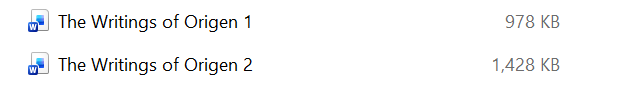 The Writings of Origen 1 978 KB
The Writings of Origen 2 1,428 KB